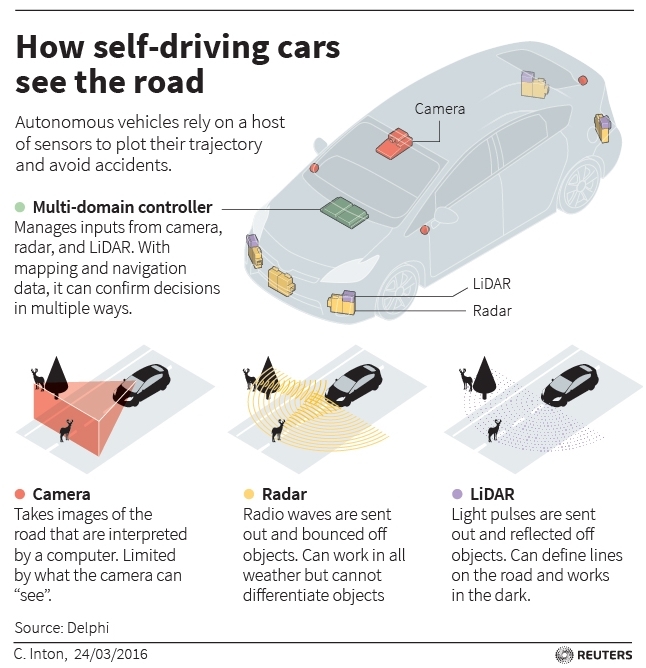 How self-driving cars
see the road
Autonomous vehicles rely on a host
of sensors to plot their trajectory
and avoid accidents.
Camera
Multi-domain controller
Manages inputs from camera,
radar, and LiDAR. With
mapping and navigation
data, it can confirm decisions
in multiple ways.
LiDAR
Radar
Camera
Takes images of the
road that are interpreted
by a computer. Limited
by what the camera can
“see”.
Radar
Radio waves are sent
out and bounced off
objects. Can work in all
weather but cannot
differentiate objects
LiDAR
Light pulses are sent
out and reflected off
objects. Can define lines
on the road and works
in the dark.
Source: Delphi
C. Inton, 24/03/2016
REUTERS